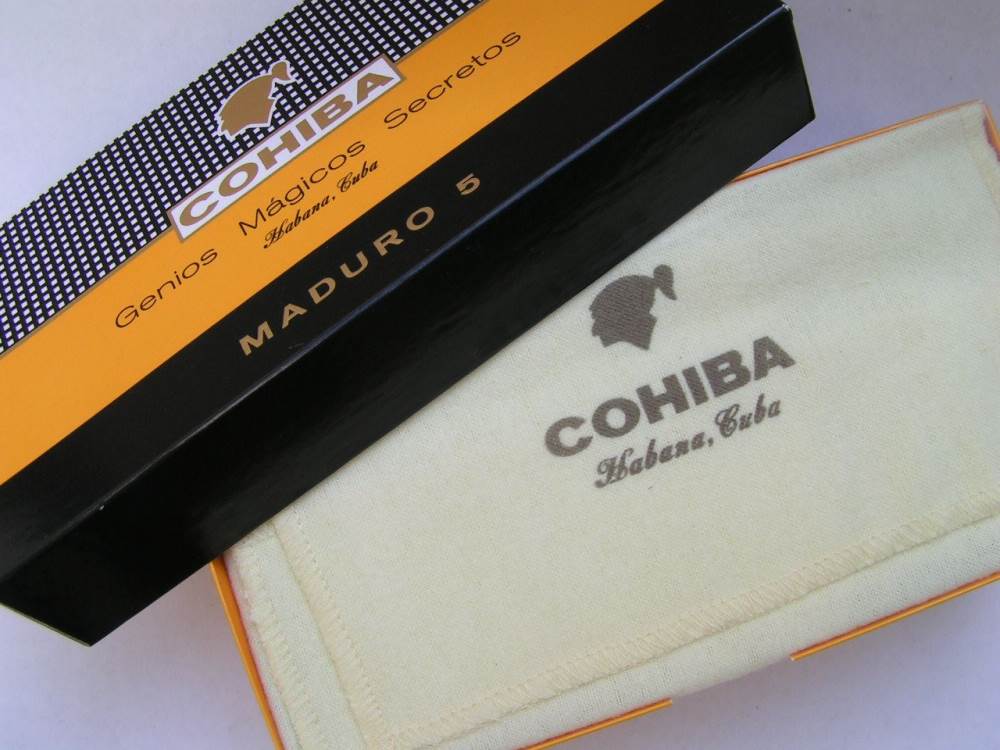 COHIBA
Genios Mágicos Secretos
Habana, Cuba
MADURO 5
COHIBA
Habana, Cuba